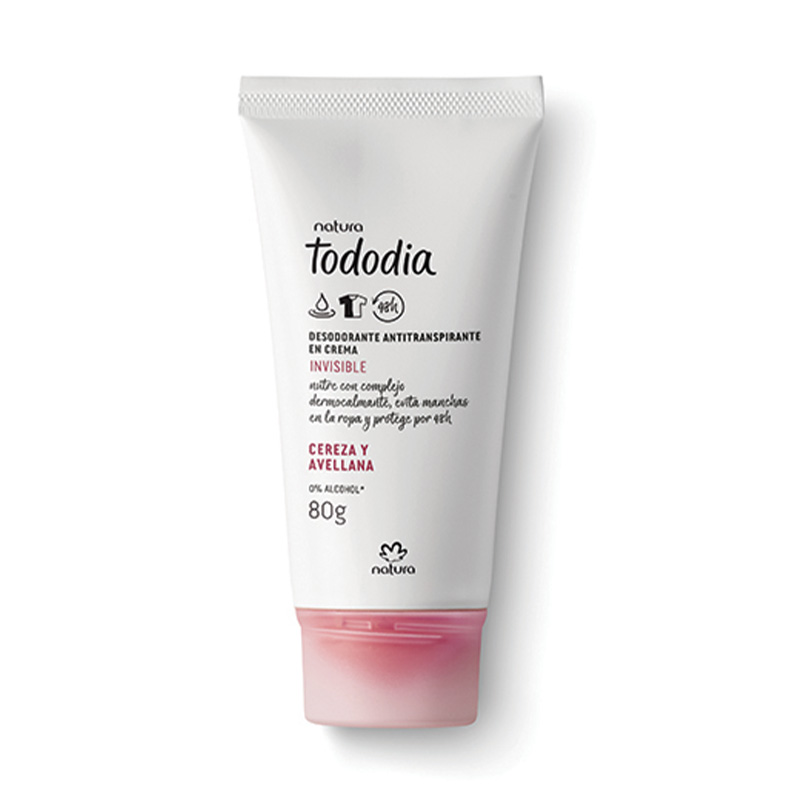 natura
tododia
48h
DESODORANTE ANTITRANSPIRANTE
EN CREMA
INVISIBLE
nutre con complejo
dermocalmante, evita manchas
en la ropa y protege por 48h
CEREZA Y
AVELLANA
0% ALCOHOL*
80g
natura